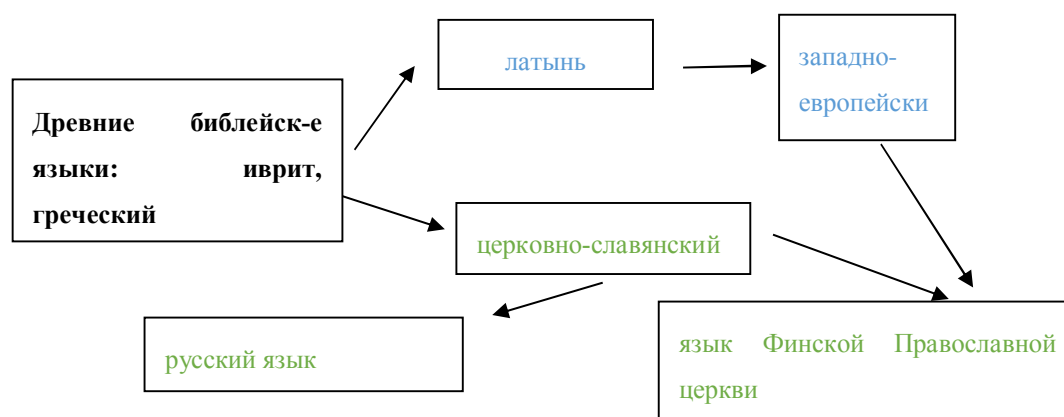 латынь
западно-
европейски
Древние библейск-е
языки: иврит,
греческий
церковно-славянский
русский язык
язык Финской Православной
церкви